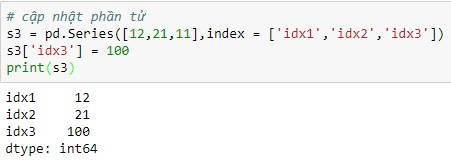 # cập nhật phần tử
s3 = pd.Series([12,21,11],index = ['idx1','idx2','idx3'])
s3['idx3'] = 100
print(s3)
idx1     12
idx2     21
idx3    100
dtype: int64